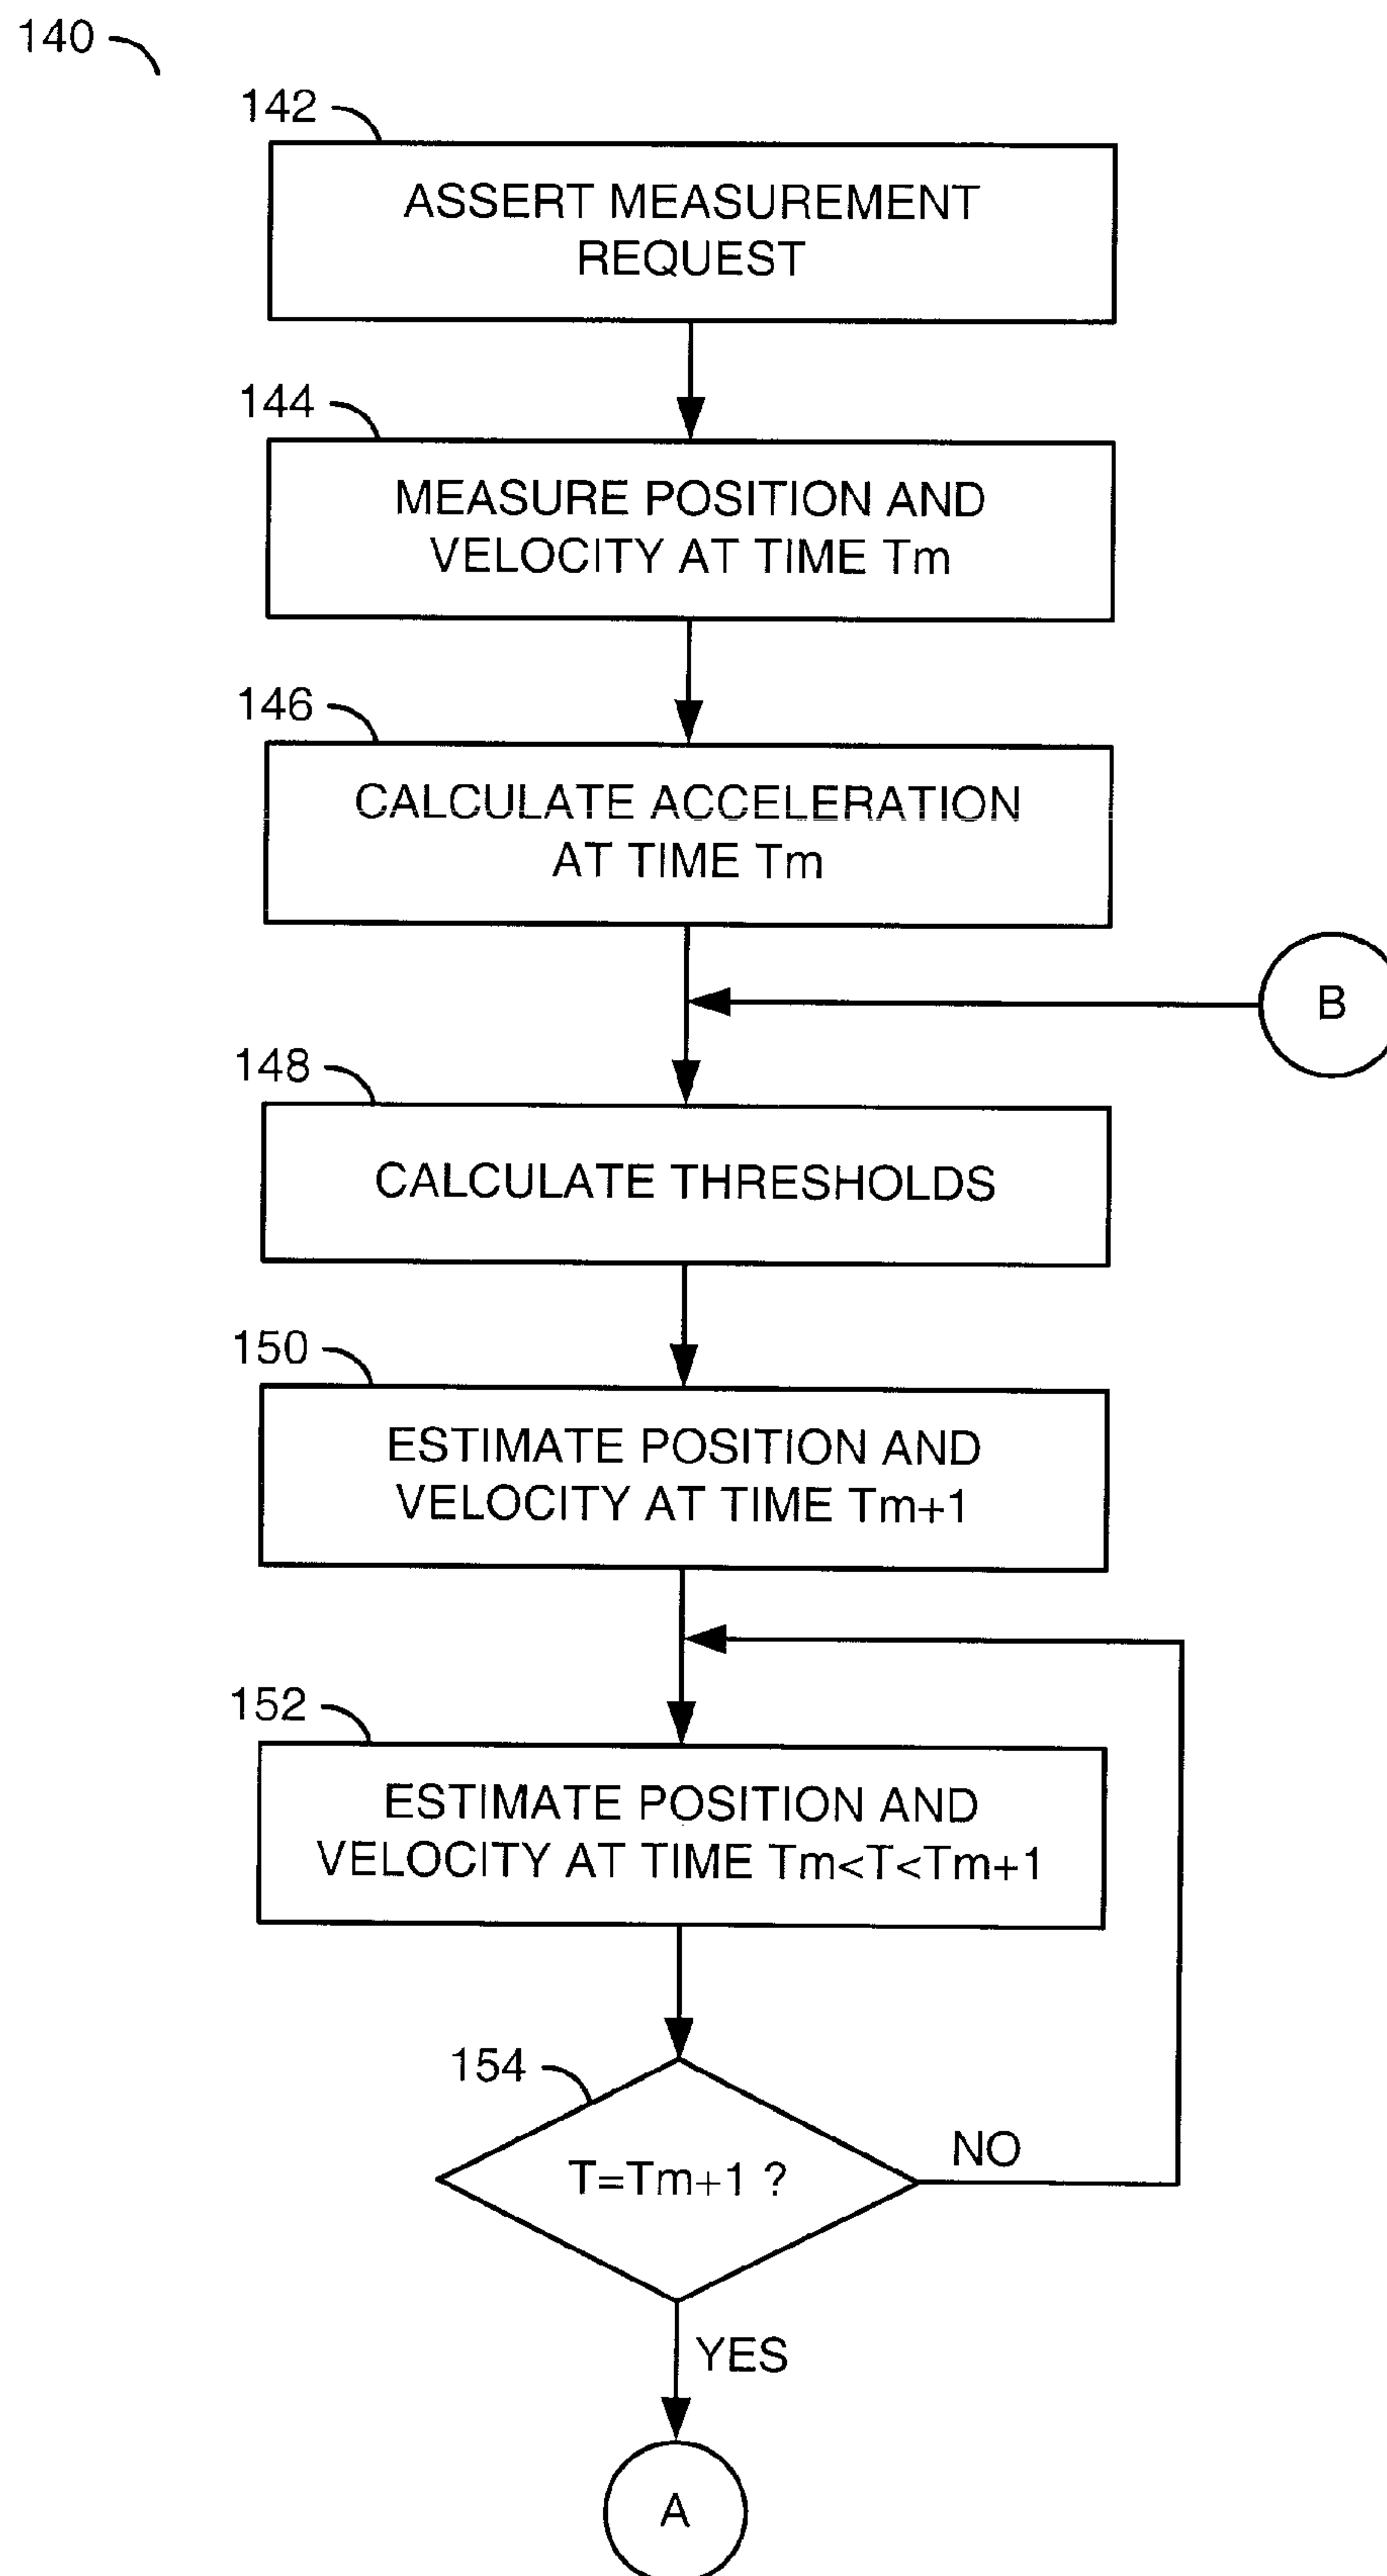 140
142
ASSERT MEASUREMENT
REQUEST
144
MEASURE POSITION AND
VELOCITY AT TIME Tm
146
CALCULATE ACCELERATION
AT TIME Tm
B
148
CALCULATE THRESHOLDS
150
ESTIMATE POSITION AND
VELOCITY AT TIME Tm+1
152
ESTIMATE POSITION AND
VELOCITY AT TIME Tm<T<Tm+1
154
T=Tm+1 ?
NO
YES
A